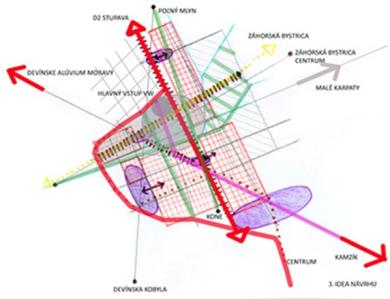 POĽNÝ MLYN
D2 STUPAVA
ZÁHORSKÁ BYSTRICA
ZÁHORSKÁ BYSTRICA
CENTRUM
DEVÍNSKE ALÚVIUM MORAVY
MALÉ KARPATY
HLAVNÝ VSTUP VW
KONE
KAMZÍK
CENTRUM
DEVÍNSKA KOBYLA
3. IDEA NÁVRHU